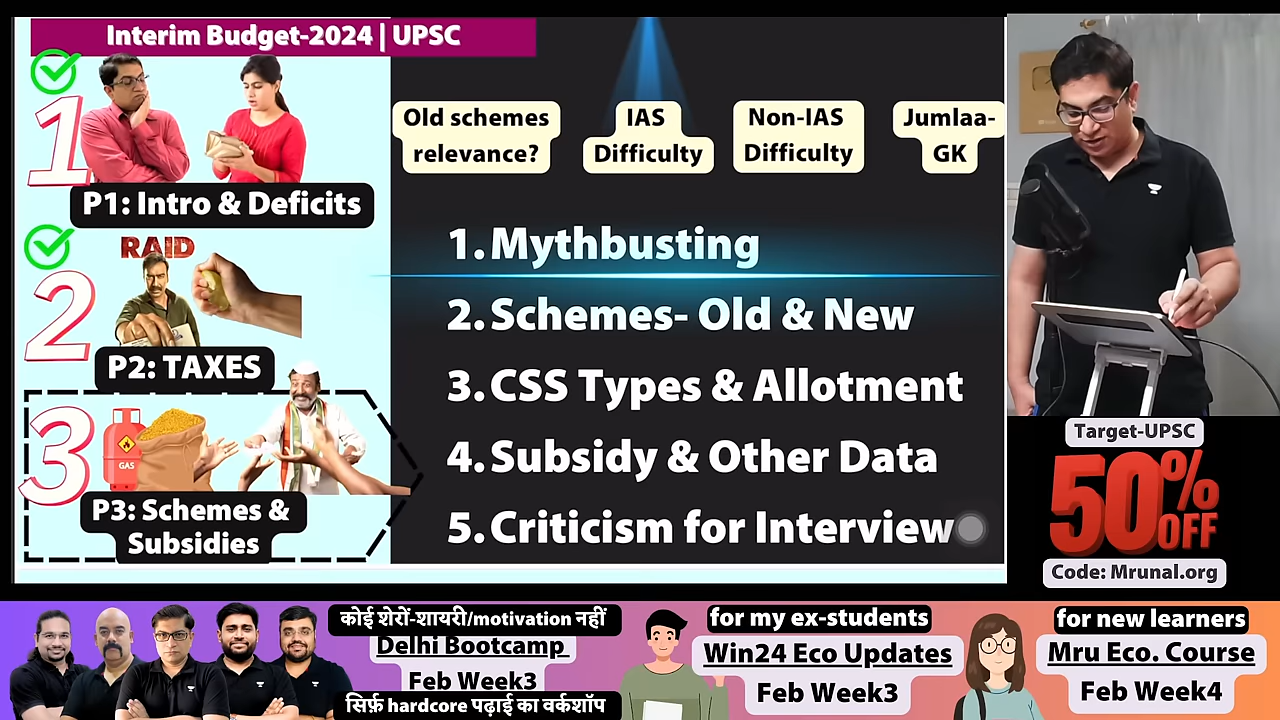 Interim Budget-2024 | UPSC
1
P1: Intro & Deficits
RAID
2
P2: TAXES
3
GAS
P3: Schemes &
Subsidies
Old schemes
relevance?
IAS
Difficulty
Non-IAS
Difficulty
Jumlaa-
GK
1. Mythbusting
2. Schemes- Old & New
3. CSS Types & Allotment
4. Subsidy & Other Data
5. Criticism for Interview
Target-UPSC
50%
OFF
Code: Mrunal.org
कोई शेरों-शायरी/motivation नहीं
Delhi Bootcamp
Feb Week3
सिर्फ़ hardcore पढ़ाई का वर्कशॉप
for my ex-students
Win24 Eco Updates
Feb Week3
for new learners
Mru Eco. Course
Feb Week4